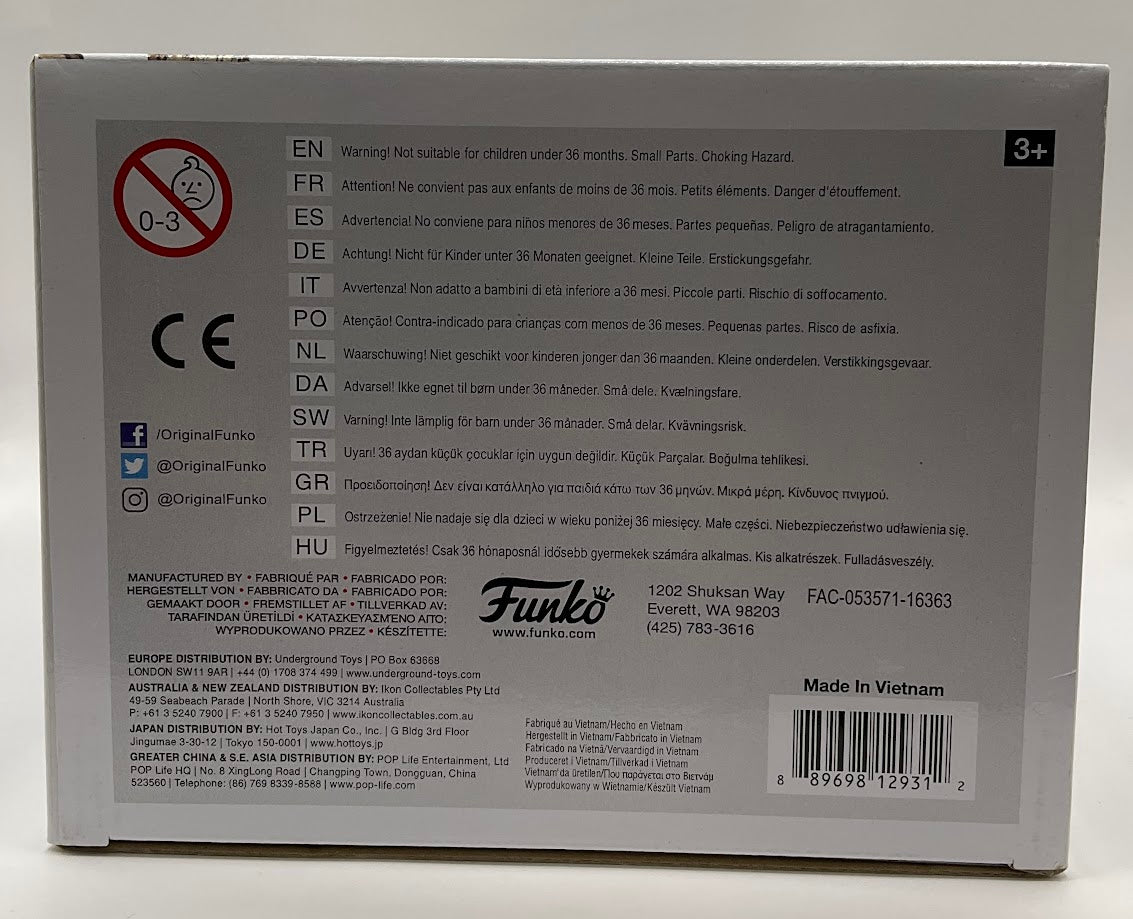 0-3
EN Warning! Not suitable for children under 36 months. Small Parts. Choking Hazard.
3+
FR Attention! Ne convient pas aux enfants de moins de 36 mois. Petits éléments. Danger d'étouffement.
ES Advertencia! No conviene para niños menores de 36 meses. Partes pequeñas. Peligro de atragantamiento.
DE Achtung! Nicht für Kinder unter 36 Monaten geeignet. Kleine Teile. Erstickungsgefahr.
IT Avvertenza! Non adatto a bambini di età inferiore a 36 mesi. Piccole parti. Rischio di soffocamento.
PO Atenção! Contra-indicado para crianças com menos de 36 meses. Pequenas partes. Risco de asfixia.
NL Waarschuwing! Niet geschikt voor kinderen jonger dan 36 maanden. Kleine onderdelen. Verstikkingsgevaar.
DA Advarsel! Ikke egnet til børn under 36 måneder. Små dele. Kvælningsfare.
SW Varning! Inte lämplig för barn under 36 månader. Små delar. Kvävningsrisk.
TR Uyarı! 36 aydan küçük çocuklar için uygun değildir. Küçük Parçalar. Boğulma tehlikesi.
GR Προειδοποίηση! Δεν είναι κατάλληλο για παιδιά κάτω των 36 μηνών. Μικρά μέρη. Κίνδυνος πνιγμού.
PL Ostrzeżenie! Nie nadaje się dla dzieci w wieku poniżej 36 miesięcy. Małe części. Niebezpieczeństwo udławienia się.
HU Figyelmeztetés! Csak 36 hónaposnál idősebb gyermekek számára alkalmas. Kis alkatrészek. Fulladásveszély.
CE
/OriginalFunko
@OriginalFunko
@OriginalFunko
MANUFACTURED BY • FABRIQUÉ PAR • FABRICADO POR:
HERGESTELLT VON • FABBRICATO DA • FABRICADO POR:
GEMAAKT DOOR • FREMSTILLET AF • TILLVERKAD AV:
TARAFINDAN ÜRETİLDİ • ΚΑΤΑΣΚΕΥΑΣΜΕΝΟ ΑΠΌ:
WYPRODUKOWANO PRZEZ • KÉSZÍTETTE:
Funko
www.funko.com
1202 Shuksan Way
Everett, WA 98203
(425) 783-3616
FAC-053571-16363
EUROPE DISTRIBUTION BY: Underground Toys | PO Box 63668
LONDON SW11 9AR | +44 (0) 1708 374 499 | www.underground-toys.com
AUSTRALIA & NEW ZEALAND DISTRIBUTION BY: Ikon Collectables Pty Ltd
49-59 Seabeach Parade | North Shore, VIC 3214 Australia
P: +61 3 5240 7900 | F: +61 3 5240 7950 | www.ikoncollectables.com.au
JAPAN DISTRIBUTION BY: Hot Toys Japan Co., Inc. | G Bldg 3rd Floor
Jingumae 3-30-12 | Tokyo 150-0001 | www.hottoys.jp
GREATER CHINA & S.E. ASIA DISTRIBUTION BY: POP Life Entertainment, Ltd
POP Life HQ | No. 8 XingLong Road | Changping Town, Dongguan, China
523560 | Telephone: (86) 769 8339-8588 | www.pop-life.com
Fabriqué au Vietnam/Hecho en Vietnam
Hergestellt in Vietnam/Fabbricato in Vietnam
Fabricado na Vietnã/Vervaardigd in Vietnam
Produceret i Vietnam/Tillverkad i Vietnam
Vietnam'da üretilen/Που παράγεται στο Βιετνάμ
Wyprodukowany w Wietnamie/Készült Vietnam
Made In Vietnam
8 89698 12931 2